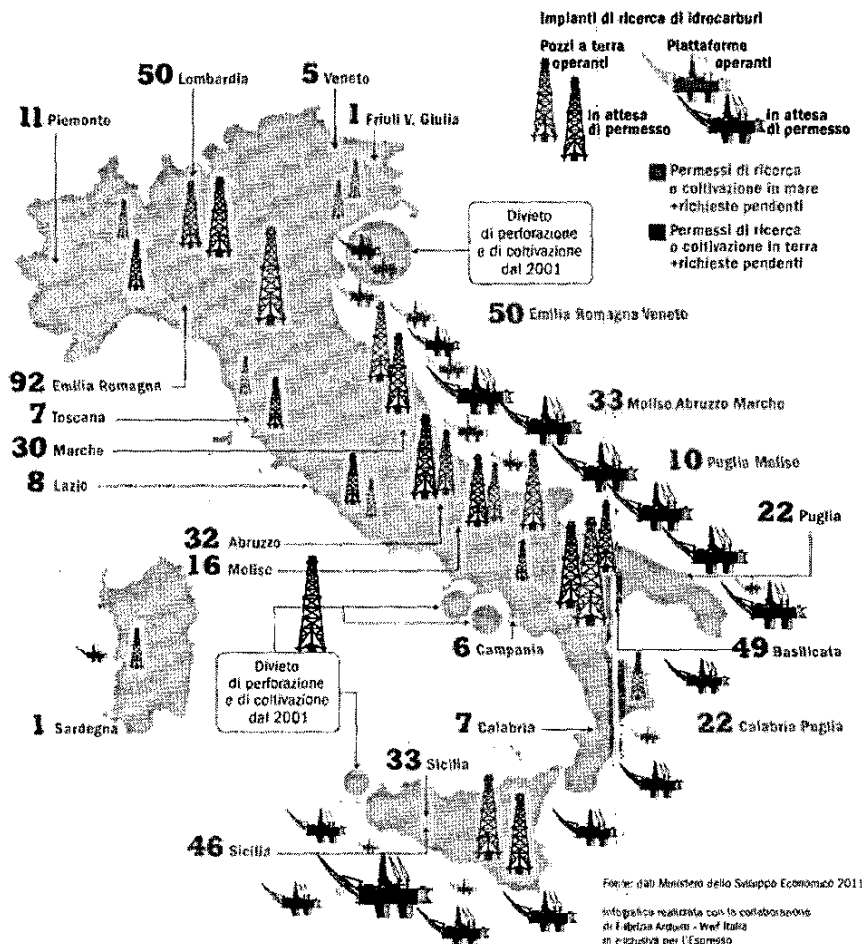 Impianti di ricerca di idrocarburi
Pozzi a terra
operanti
Piattaforme
operanti
in attesa
di permesso
in attesa
di permesso
Permessi di ricerca
o coltivazione in mare
+richieste pendenti
Permessi di ricerca
o coltivazione in terra
+richieste pendenti
50 Lombardia
5 Veneto
11 Piemonte
1 Friuli V. Giulia
Divieto
di perforazione
e di coltivazione
dal 2001
50 Emilia Romagna Veneto
92 Emilia Romagna
7 Toscana
33 Molise Abruzzo Marche
30 Marche
10 Puglia Molise
8 Lazio
22 Puglia
32 Abruzzo
16 Molise
6 Campania
49 Basilicata
Divieto
di perforazione
e di coltivazione
dal 2001
1 Sardegna
7 Calabria
22 Calabria Puglia
33 Sicilia
46 Sicilia
Fonte: dati Ministero dello Sviluppo Economico 2011
Infografica realizzata con la collaborazione
di Fabrizia Arduini - Wwf Italia
in esclusiva per l'Espresso